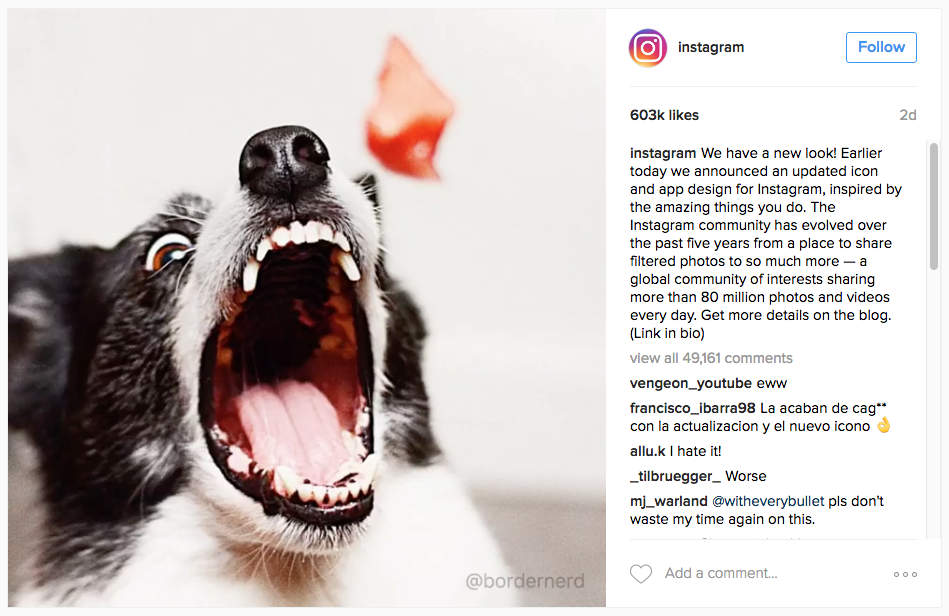 instagram
Follow
603k likes
2d
instagram We have a new look! Earlier
today we announced an updated icon
and app design for Instagram, inspired by
the amazing things you do. The
Instagram community has evolved over
the past five years from a place to share
filtered photos to so much more — a
global community of interests sharing
more than 80 million photos and videos
every day. Get more details on the blog.
(Link in bio)
view all 49,161 comments
vengeon_youtube eww
francisco_ibarra98 La acaban de cag**
con la actualizacion y el nuevo icono 👌
allu.k I hate it!
_tilbruegger_ Worse
mj_warland @witheverybullet pls don't
waste my time again on this.
Add a comment...
@bordernerd